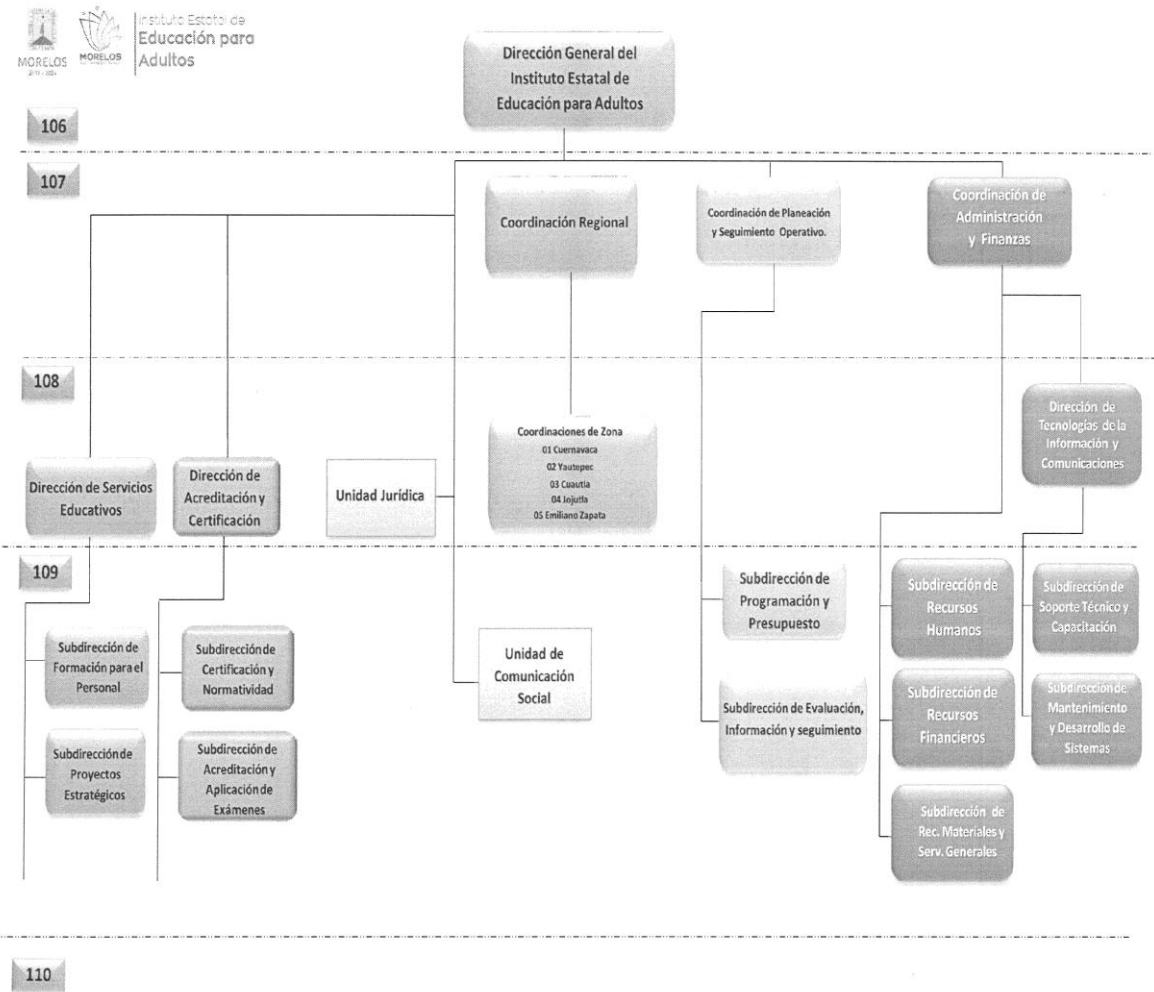 MORELOS
2018 - 2024
MORELOS
Instituto Estatal de
Educación para
Adultos
Dirección General del
Instituto Estatal de
Educación para Adultos
106
107
Coordinación Regional
Coordinación de Planeación
y Seguimiento Operativo.
Coordinación de
Administración
y Finanzas
108
Dirección de Servicios
Educativos
Dirección de
Acreditación y
Certificación
Unidad Jurídica
Coordinaciones de Zona
01 Cuernavaca
02 Yautepec
03 Cuautla
04 Jojutla
05 Emiliano Zapata
Dirección de
Tecnologías de la
Información y
Comunicaciones
109
Subdirección de
Formación para el
Personal
Subdirección de
Certificación y
Normatividad
Unidad de
Comunicación
Social
Subdirección de
Programación y
Presupuesto
Subdirección de
Recursos
Humanos
Subdirección de
Soporte Técnico y
Capacitación
Subdirección de
Proyectos
Estratégicos
Subdirección de
Acreditación y
Aplicación de
Exámenes
Subdirección de Evaluación,
Información y seguimiento
Subdirección de
Recursos
Financieros
Subdirección de
Mantenimiento
y Desarrollo de
Sistemas
Subdirección de
Rec. Materiales y
Serv. Generales
110